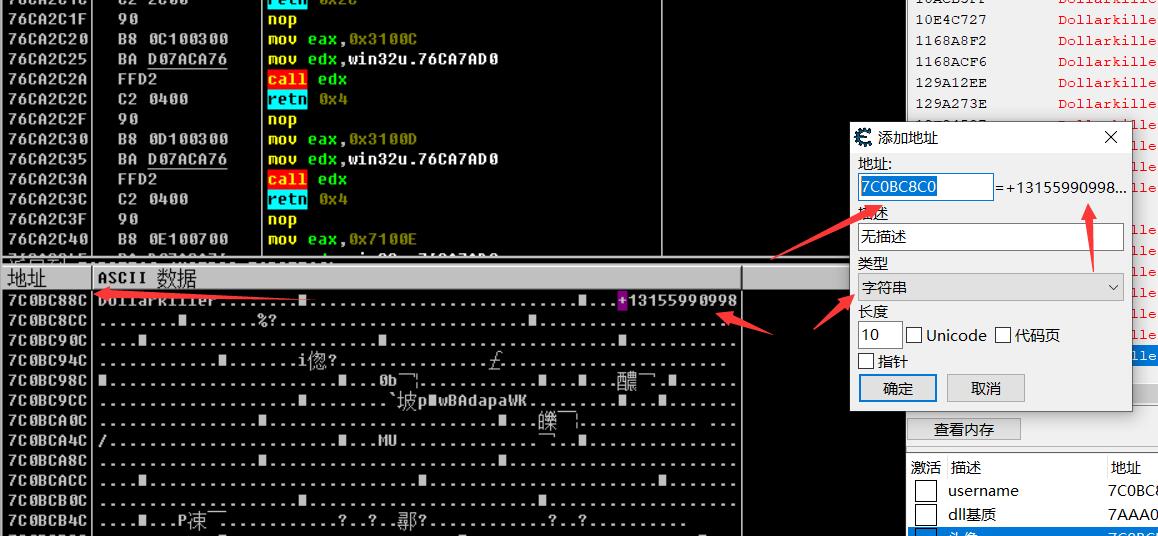 76CA2C1F 90 nop
76CA2C20 B8 0C100300 mov eax,0x3100C
76CA2C25 BA D07ACA76 mov edx,win32u.76CA7AD0
76CA2C2A FFD2 call edx
76CA2C2C C2 0400 retn 0x4
76CA2C2F 90 nop
76CA2C30 B8 0D100300 mov eax,0x3100D
76CA2C35 BA D07ACA76 mov edx,win32u.76CA7AD0
76CA2C3A FFD2 call edx
76CA2C3C C2 0400 retn 0x4
76CA2C3F 90 nop
76CA2C40 B8 0E100700 mov eax,0x7100E
地址 ASCII 数据
7C0BC88C Dollarkiller +13155990998
7C0BC8CC %?
7C0BC90C
7C0BC94C i偬? £
7C0BC98C 0b 醲
7C0BC9CC `坡p wBAdapaWK
7C0BCA0C 皪
7C0BCA4C / MU
7C0BCA8C
7C0BCACC
7C0BCB0C
7C0BCB4C P涑 ?..?
10E4C727 Dollarkille
1168A8F2 Dollarkille
1168ACF6 Dollarkille
129A12EE Dollarkille
129A273E Dollarkille
添加地址
地址:
7C0BC8C0 =+13155990998...
描述
无描述
类型
字符串
长度
10 Unicode 代码页
指针
确定 取消
查看内存
激活 描述 地址
username 7C0BC8
dll基质 7AAA0
头像